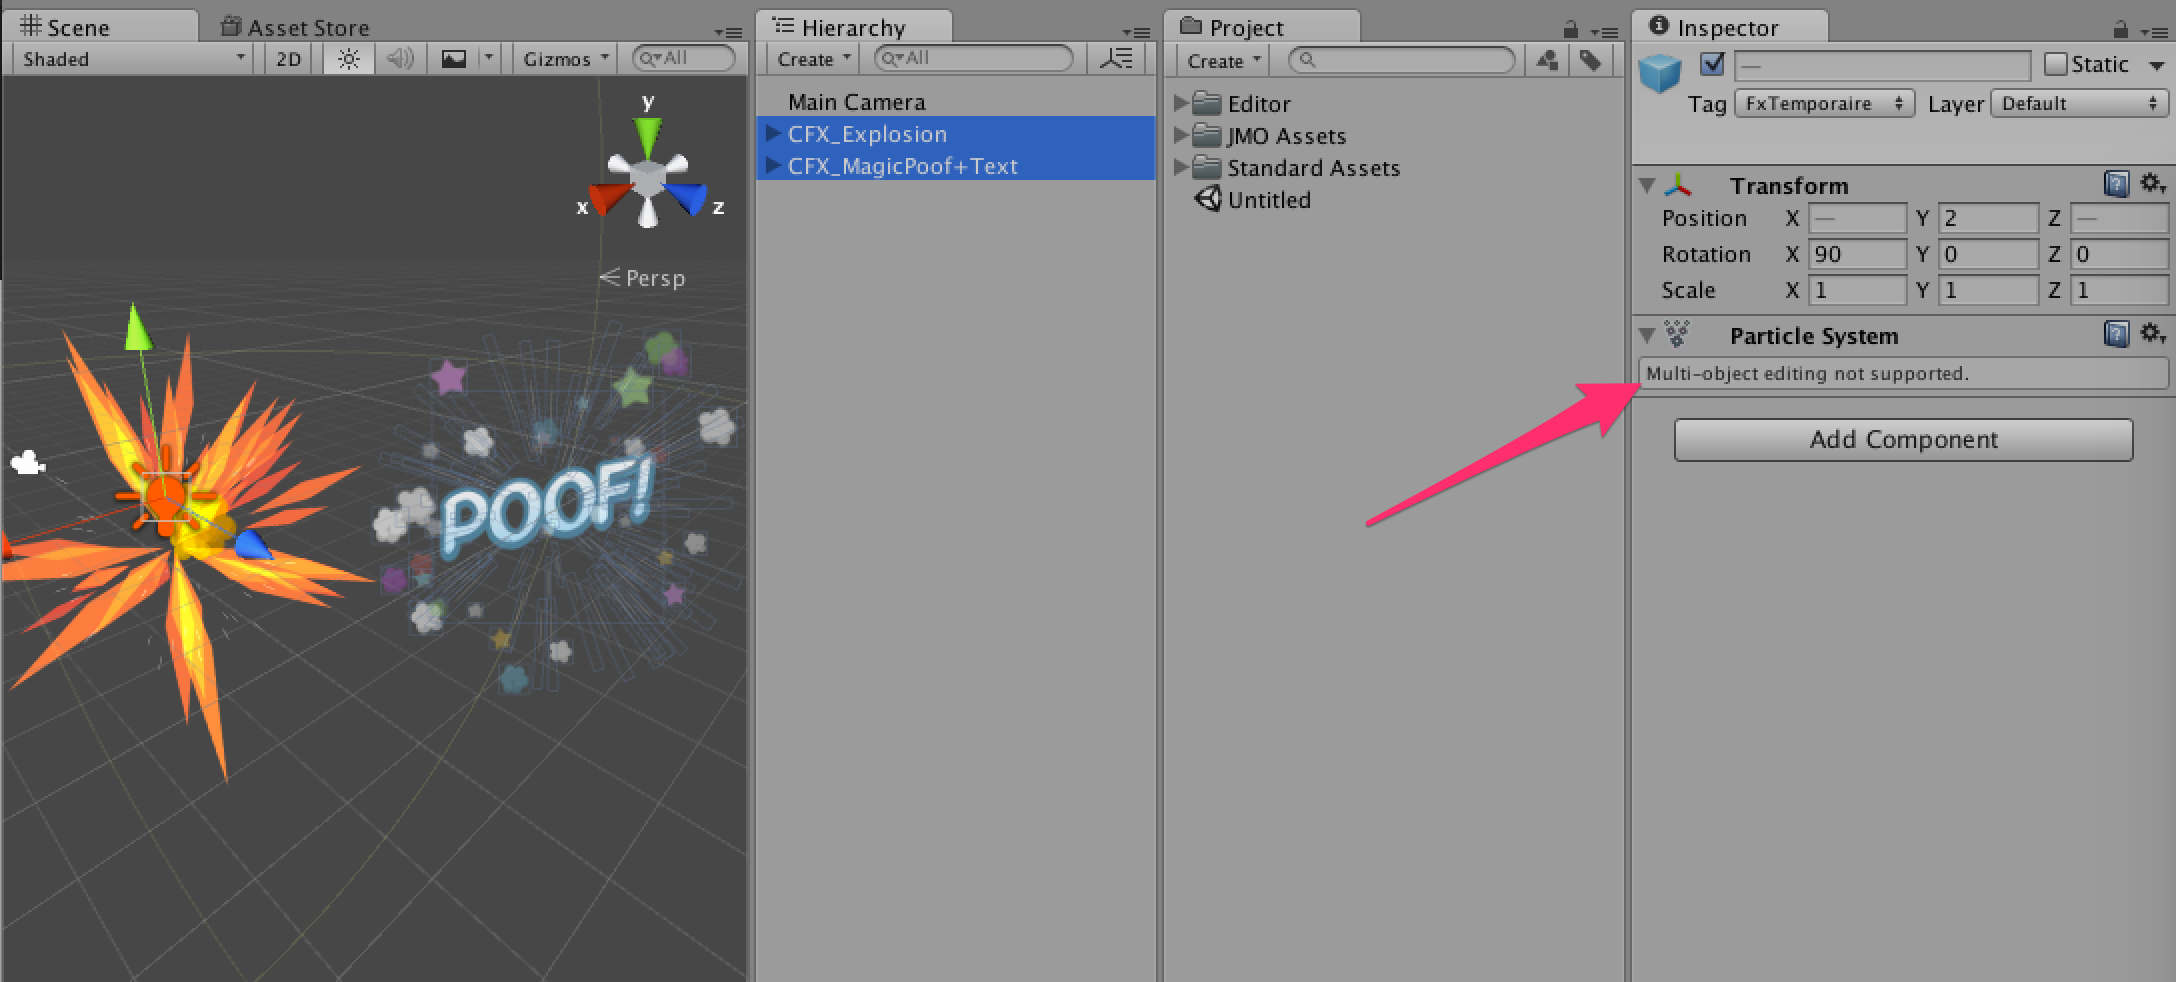 Scene
Asset Store
Shaded
2D
Gizmos
All
y
x
z
Persp
POOF!
Hierarchy
Create
All
Main Camera
CFX_Explosion
CFX_MagicPoof+Text
Project
Create
Editor
JMO Assets
Standard Assets
Untitled
Inspector
—
Static
Tag FxTemporaire Layer Default
Transform
Position X — Y 2 Z —
Rotation X 90 Y 0 Z 0
Scale X 1 Y 1 Z 1
Particle System
Multi-object editing not supported.
Add Component